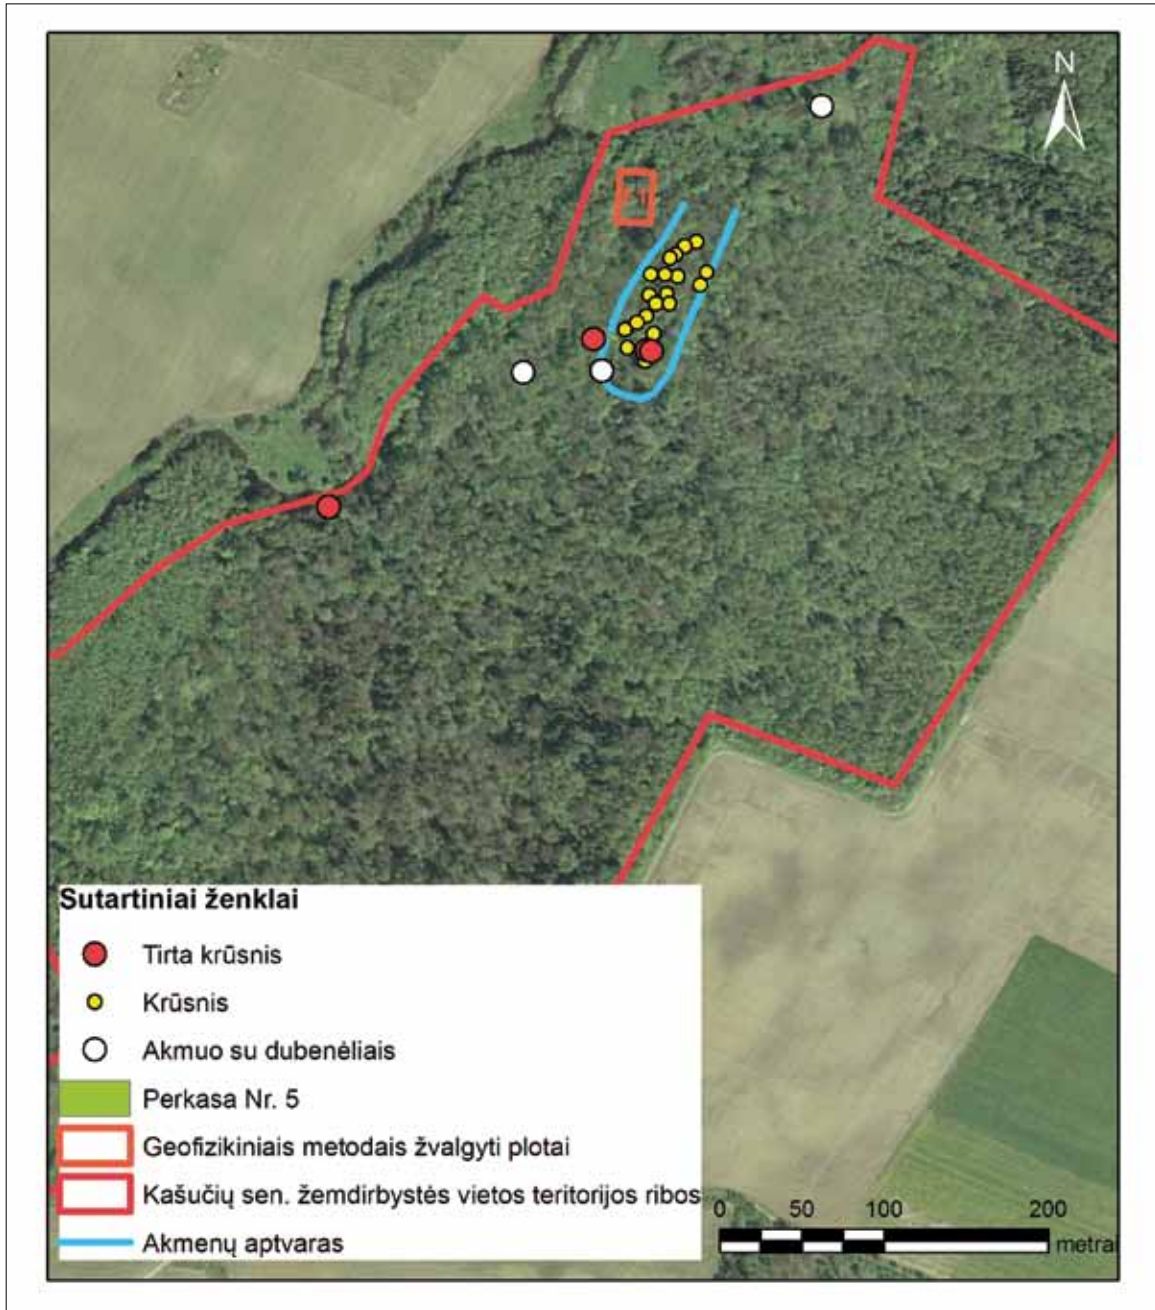 N
Sutartiniai ženklai
Tirta krūsnis
Krūsnis
Akmuo su dubenėliais
Perkasa Nr. 5
Geofizikiniais metodais žvalgyti plotai
Kašučių sen. žemdirbystės vietos teritorijos ribos
Akmenų aptvaras
0 50 100 200
metrai